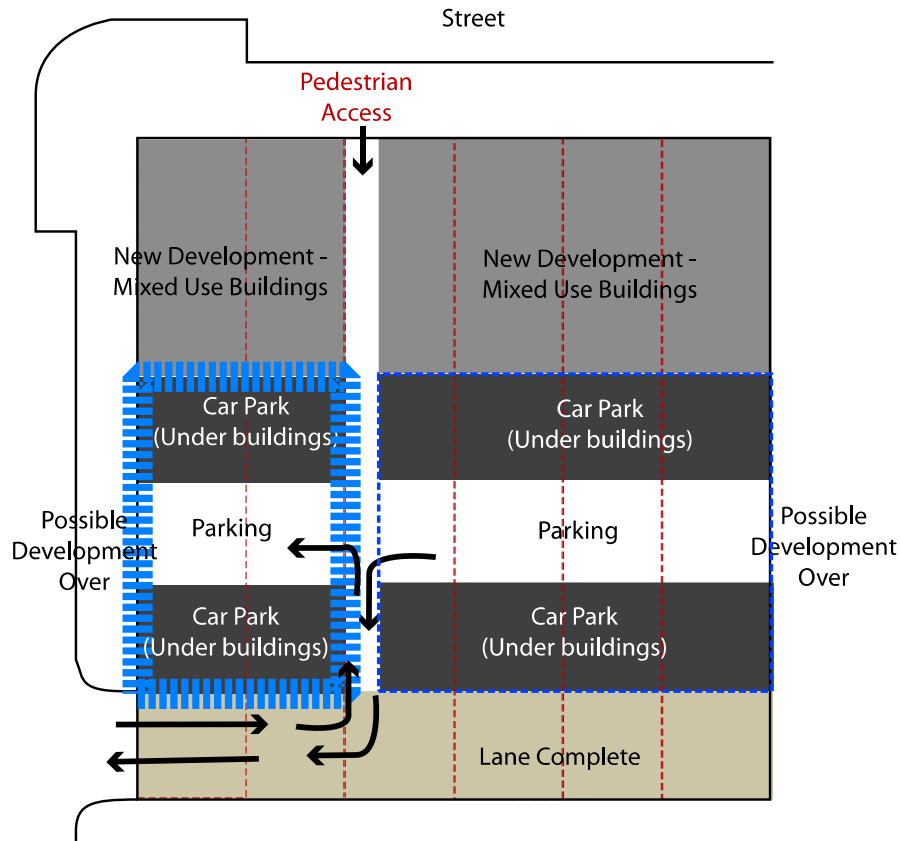 Street
Pedestrian
Access
New Development -
Mixed Use Buildings
New Development -
Mixed Use Buildings
Car Park
(Under buildings)
Car Park
(Under buildings)
Possible
Development
Over
Parking
Parking
Possible
Development
Over
Car Park
(Under buildings)
Car Park
(Under buildings)
Lane Complete